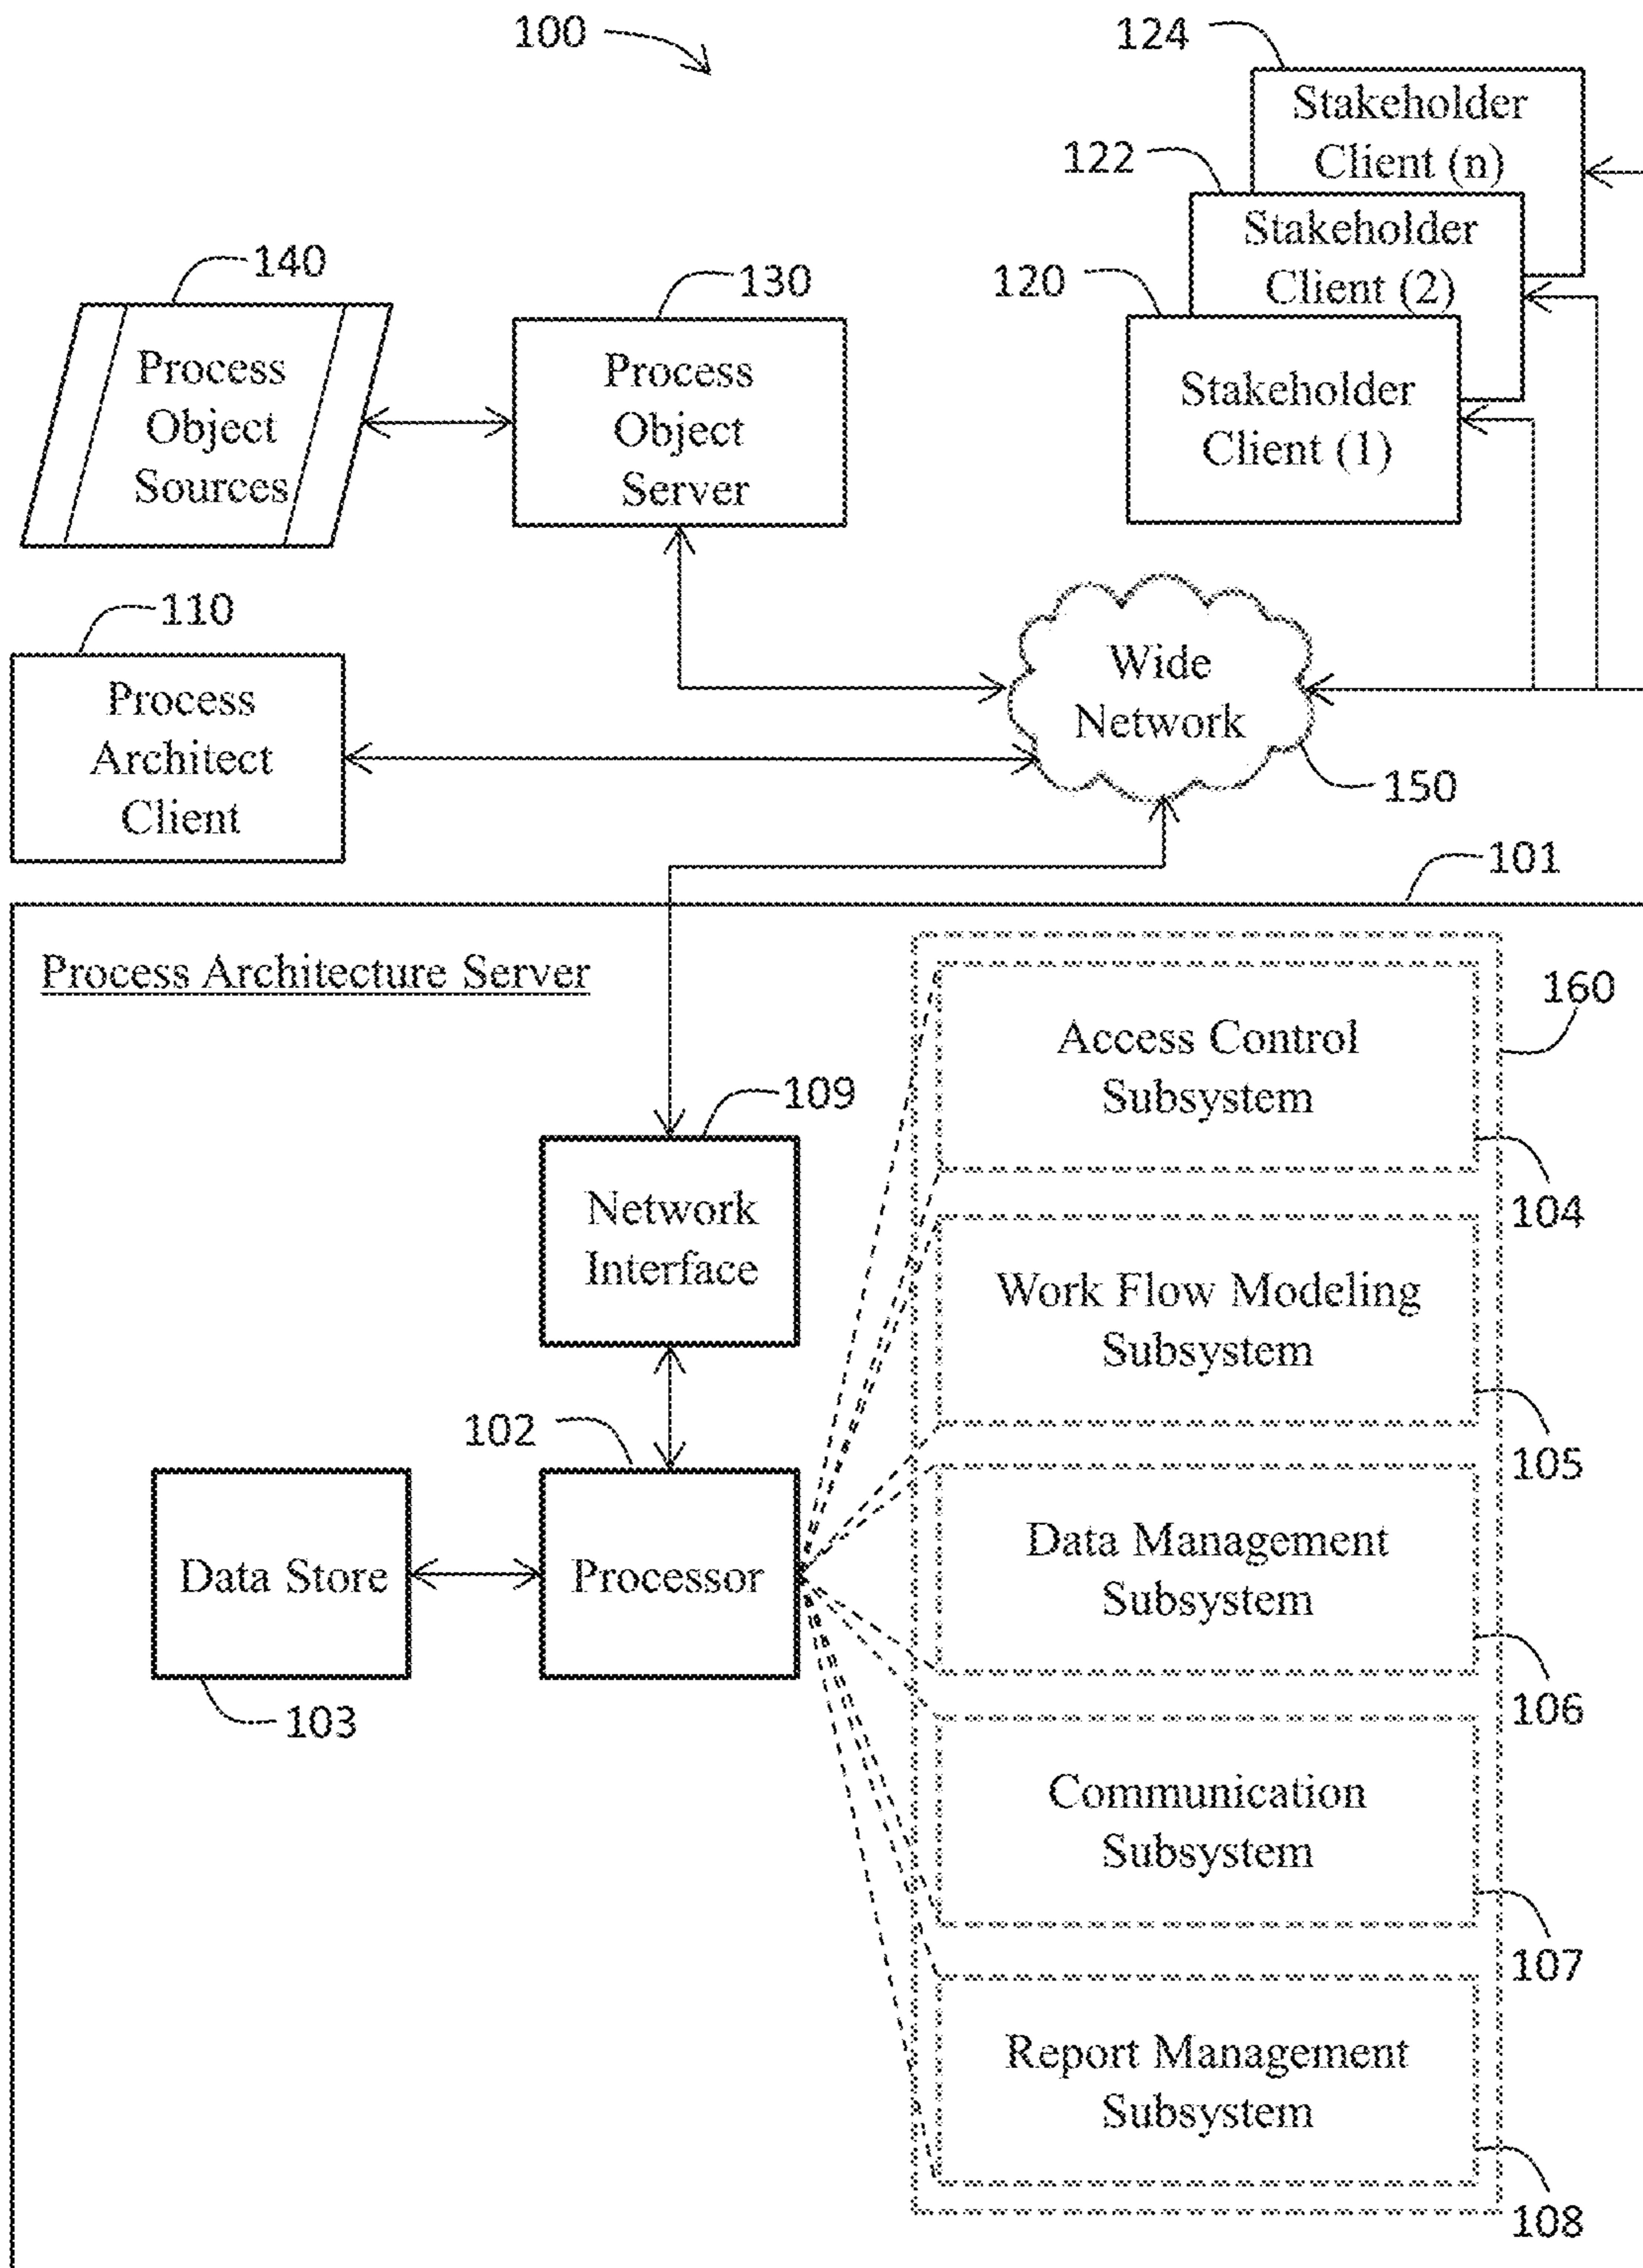 100
124
Stakeholder
Client (n)
122
Stakeholder
Client (2)
140
130
120
Process
Object
Sources
Process
Object
Server
Stakeholder
Client (1)
110
Process
Architect
Client
Wide
Network
150
101
Process Architecture Server
160
Access Control
Subsystem
109
104
Network
Interface
Work Flow Modeling
Subsystem
102
105
Data Store
Processor
Data Management
Subsystem
103
106
Communication
Subsystem
107
Report Management
Subsystem
108